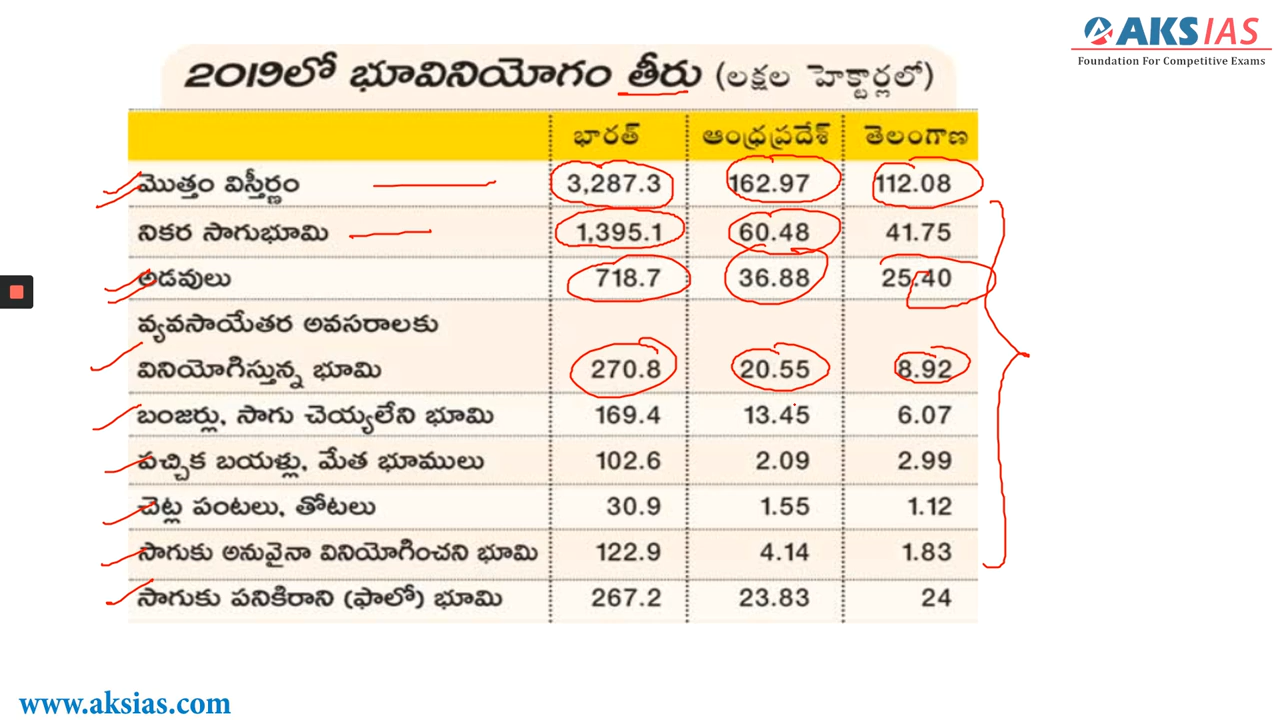 AKS IAS
Foundation For Competitive Exams
2019లో భూవినియోగం తీరు (లక్షల హెక్టార్లలో)
భారత్ ఆంధ్రప్రదేశ్ తెలంగాణ
మొత్తం విస్తీర్ణం 3,287.3 162.97 112.08
నికర సాగుభూమి 1,395.1 60.48 41.75
అడవులు 718.7 36.88 25.40
వ్యవసాయేతర అవసరాలకు
వినియోగిస్తున్న భూమి 270.8 20.55 8.92
బంజర్లు, సాగు చెయ్యలేని భూమి 169.4 13.45 6.07
పచ్చిక బయళ్లు, మేత భూములు 102.6 2.09 2.99
చెట్ల పంటలు, తోటలు 30.9 1.55 1.12
సాగుకు అనువైనా వినియోగించని భూమి 122.9 4.14 1.83
సాగుకు పనికిరాని (ఫాలో) భూమి 267.2 23.83 24
www.aksias.com